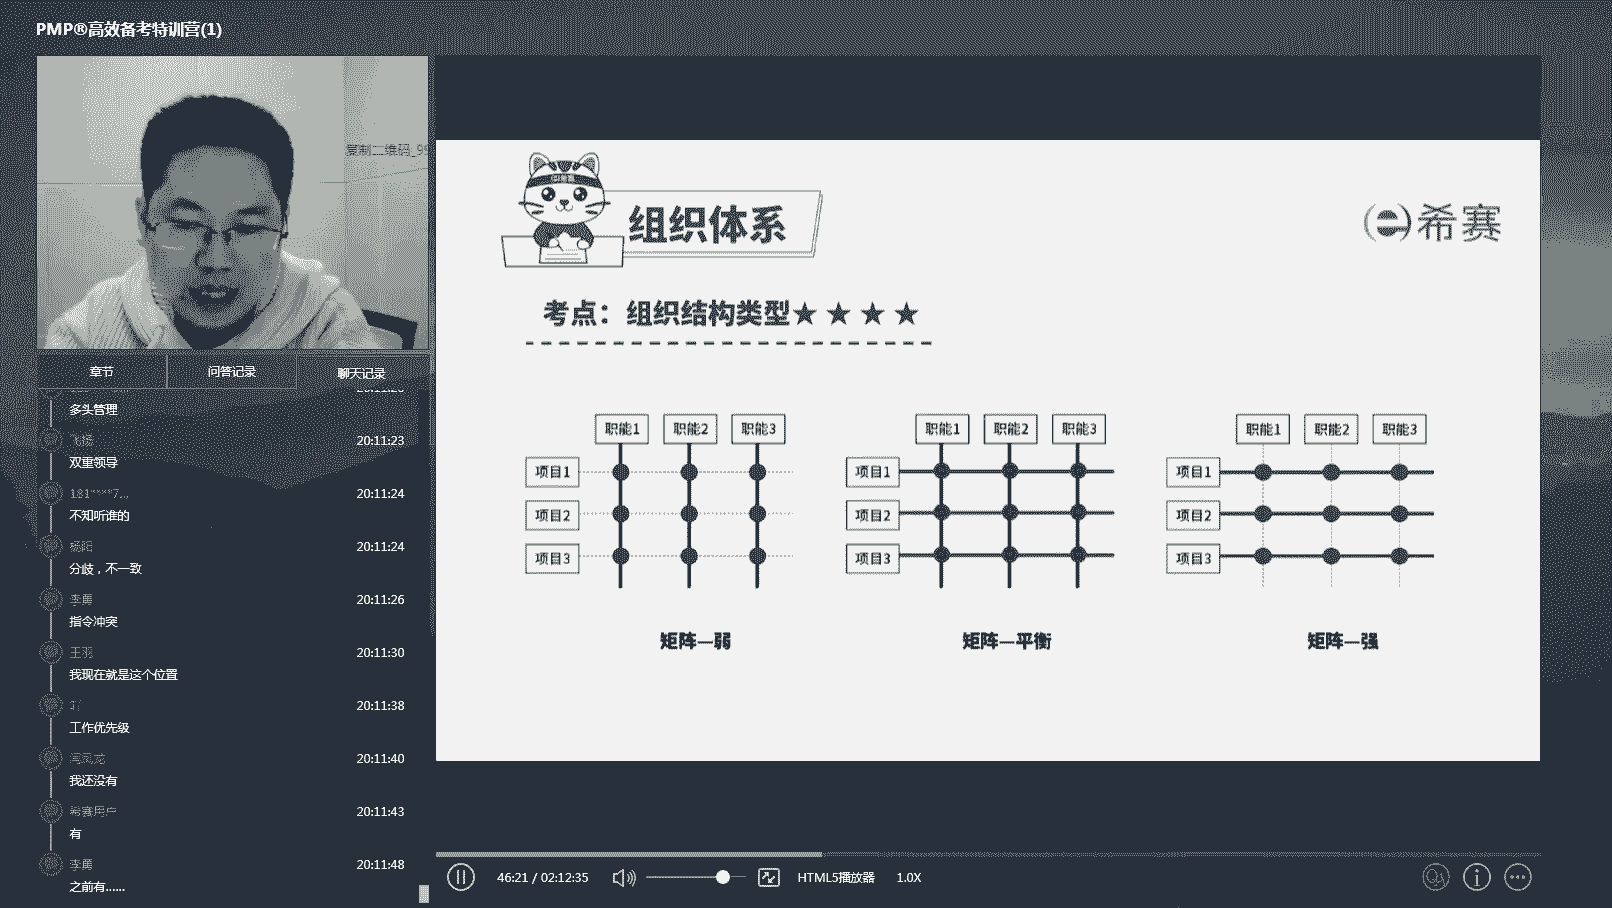 PMP®高效备考特训营(1)
复制二维码_99
章节
问答记录
聊天记录
多头管理
飞扬
20:11:23
双重领导
181****7...
20:11:24
不知听谁的
杨阳
20:11:24
分歧，不一致
李勇
20:11:26
指令冲突
王羽
20:11:30
我现在就是这个位置
20:11:38
工作优先级
20:11:40
我还没有
希赛用户
20:11:43
有
李勇
20:11:48
之前有......
组织体系
希赛
考点：组织结构类型★★★★
职能1 职能2 职能3
项目1
项目2
项目3
矩阵—弱
职能1 职能2 职能3
项目1
项目2
项目3
矩阵—平衡
职能1 职能2 职能3
项目1
项目2
项目3
矩阵—强
46:21 / 02:12:35
HTML5播放器
1.0X